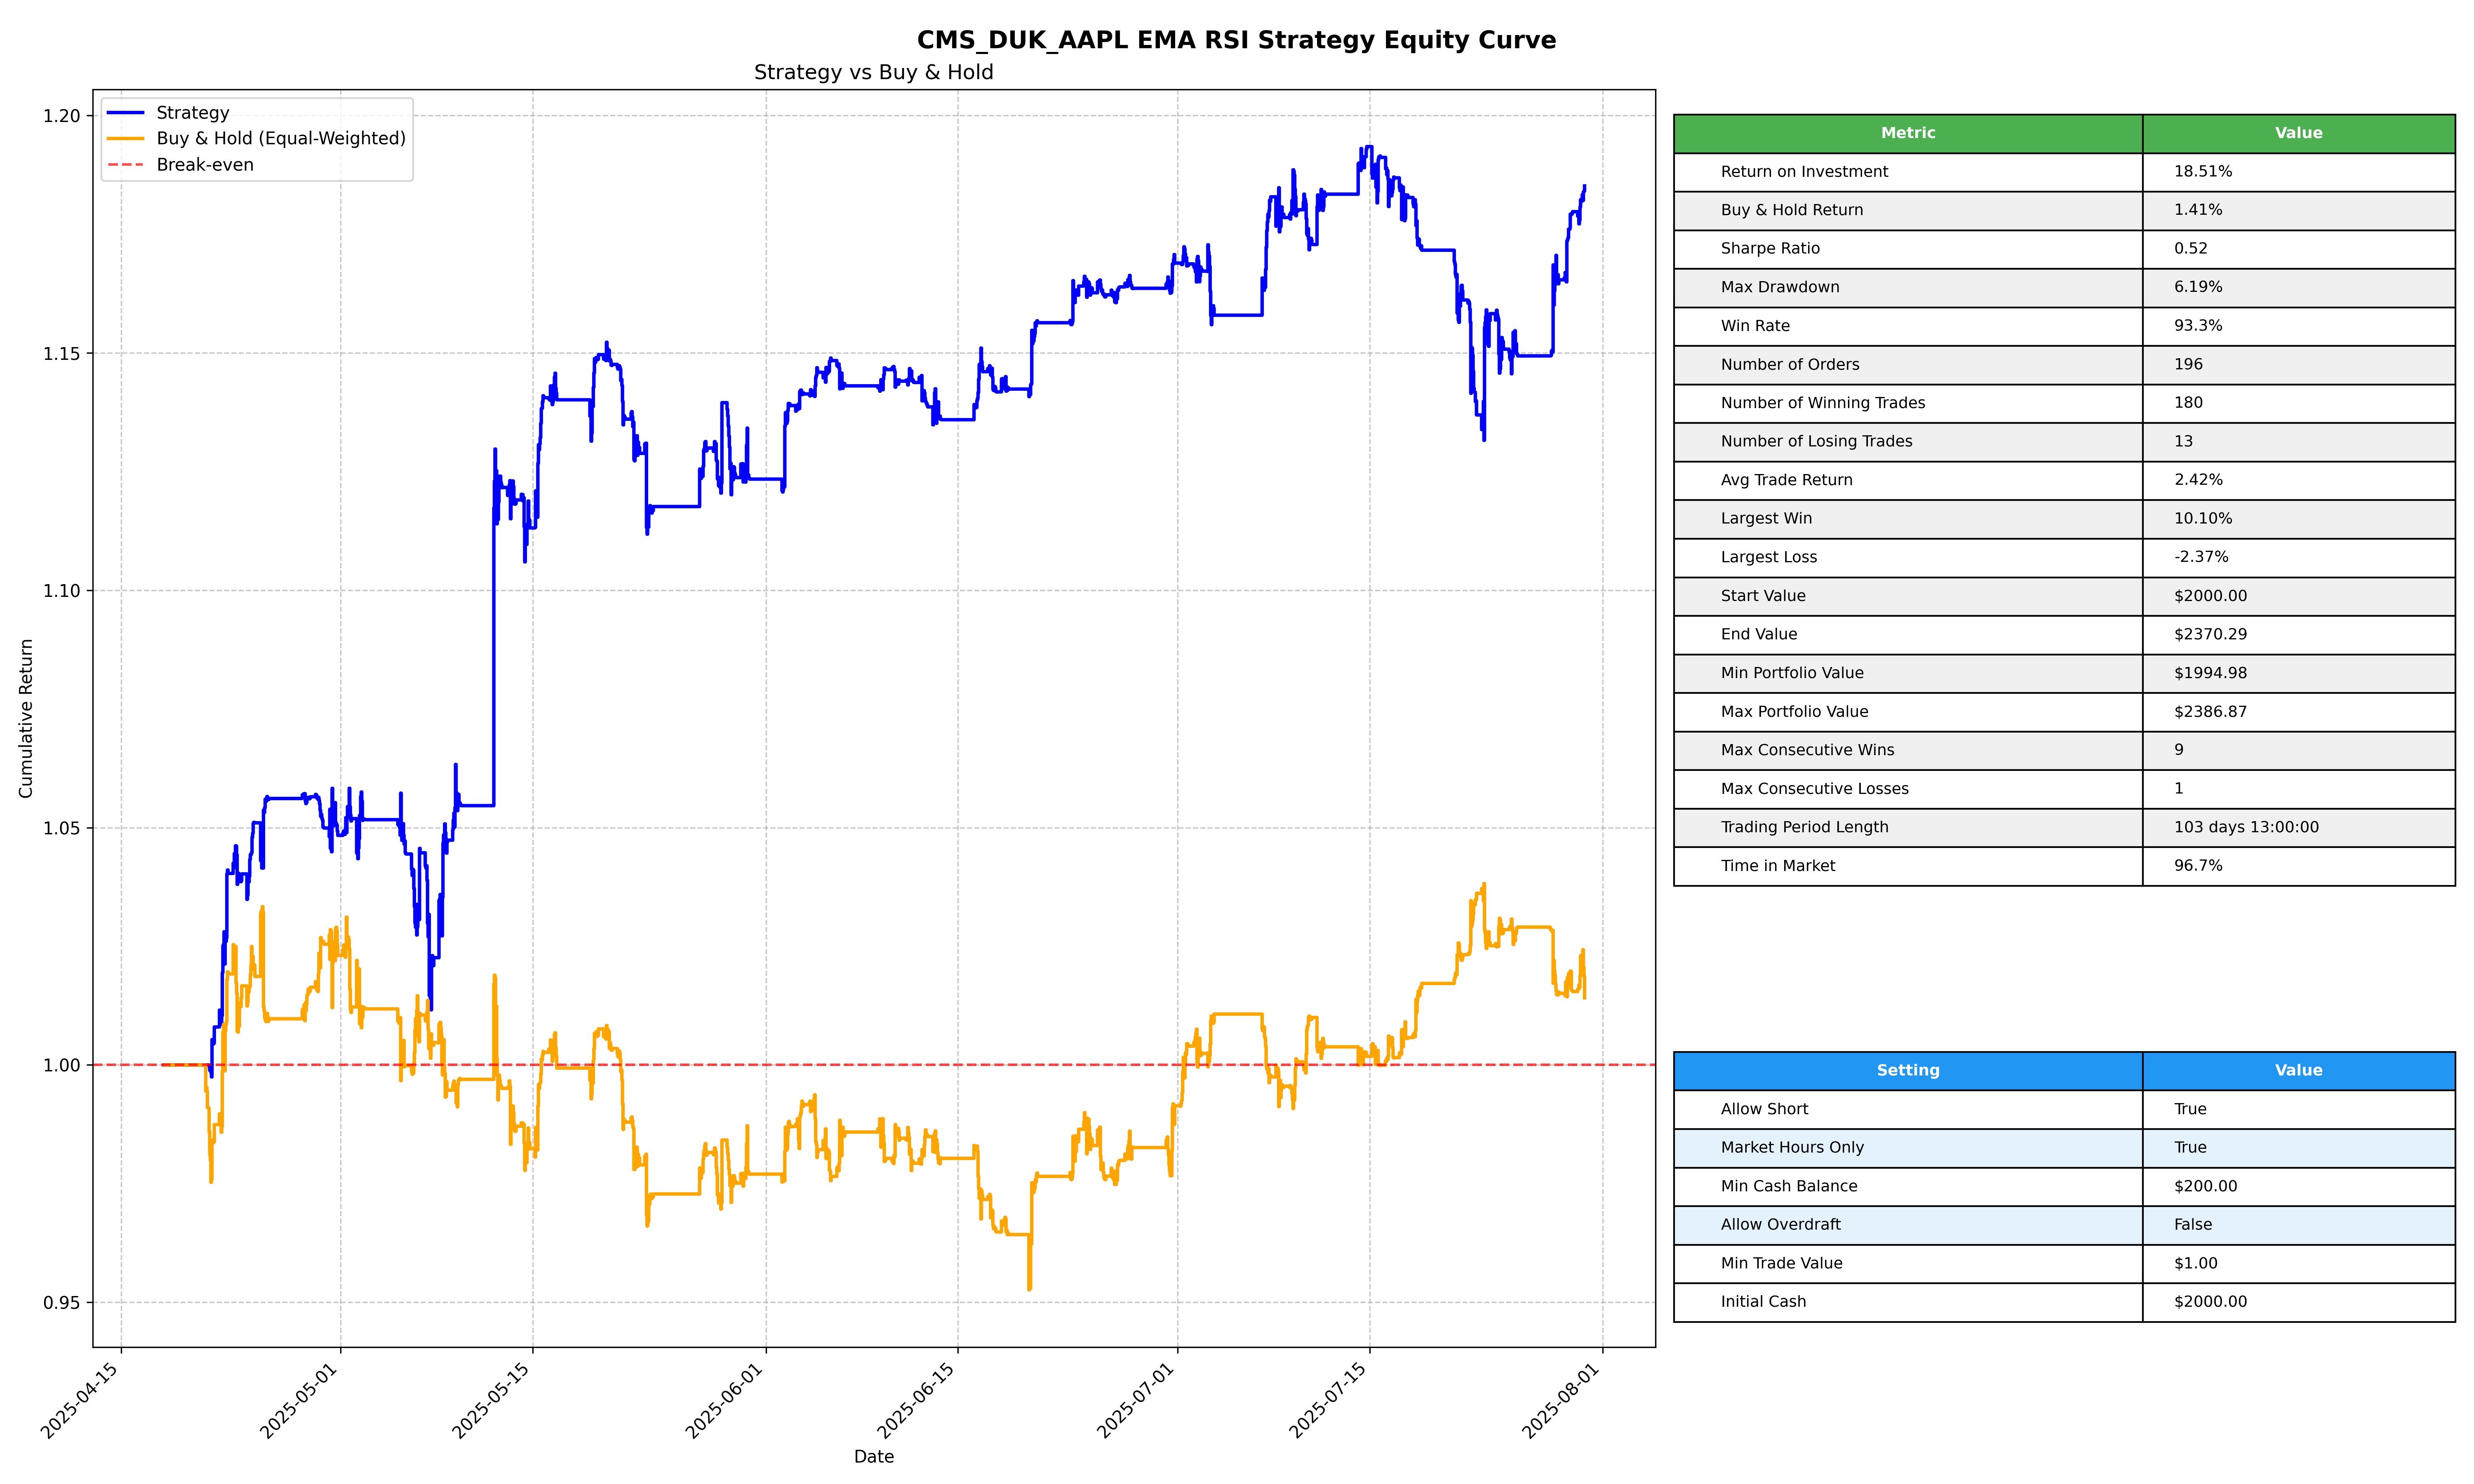 CMS_DUK_AAPL EMA RSI Strategy Equity Curve
Strategy vs Buy & Hold
Strategy
Buy & Hold (Equal-Weighted)
Break-even
1.20
1.15
1.10
1.05
1.00
0.95
Cumulative Return
2025-04-15
2025-05-01
2025-05-15
2025-06-01
2025-06-15
2025-07-01
2025-07-15
2025-08-01
Date
Metric Value
Return on Investment 18.51%
Buy & Hold Return 1.41%
Sharpe Ratio 0.52
Max Drawdown 6.19%
Win Rate 93.3%
Number of Orders 196
Number of Winning Trades 180
Number of Losing Trades 13
Avg Trade Return 2.42%
Largest Win 10.10%
Largest Loss -2.37%
Start Value $2000.00
End Value $2370.29
Min Portfolio Value $1994.98
Max Portfolio Value $2386.87
Max Consecutive Wins 9
Max Consecutive Losses 1
Trading Period Length 103 days 13:00:00
Time in Market 96.7%
Setting Value
Allow Short True
Market Hours Only True
Min Cash Balance $200.00
Allow Overdraft False
Min Trade Value $1.00
Initial Cash $2000.00